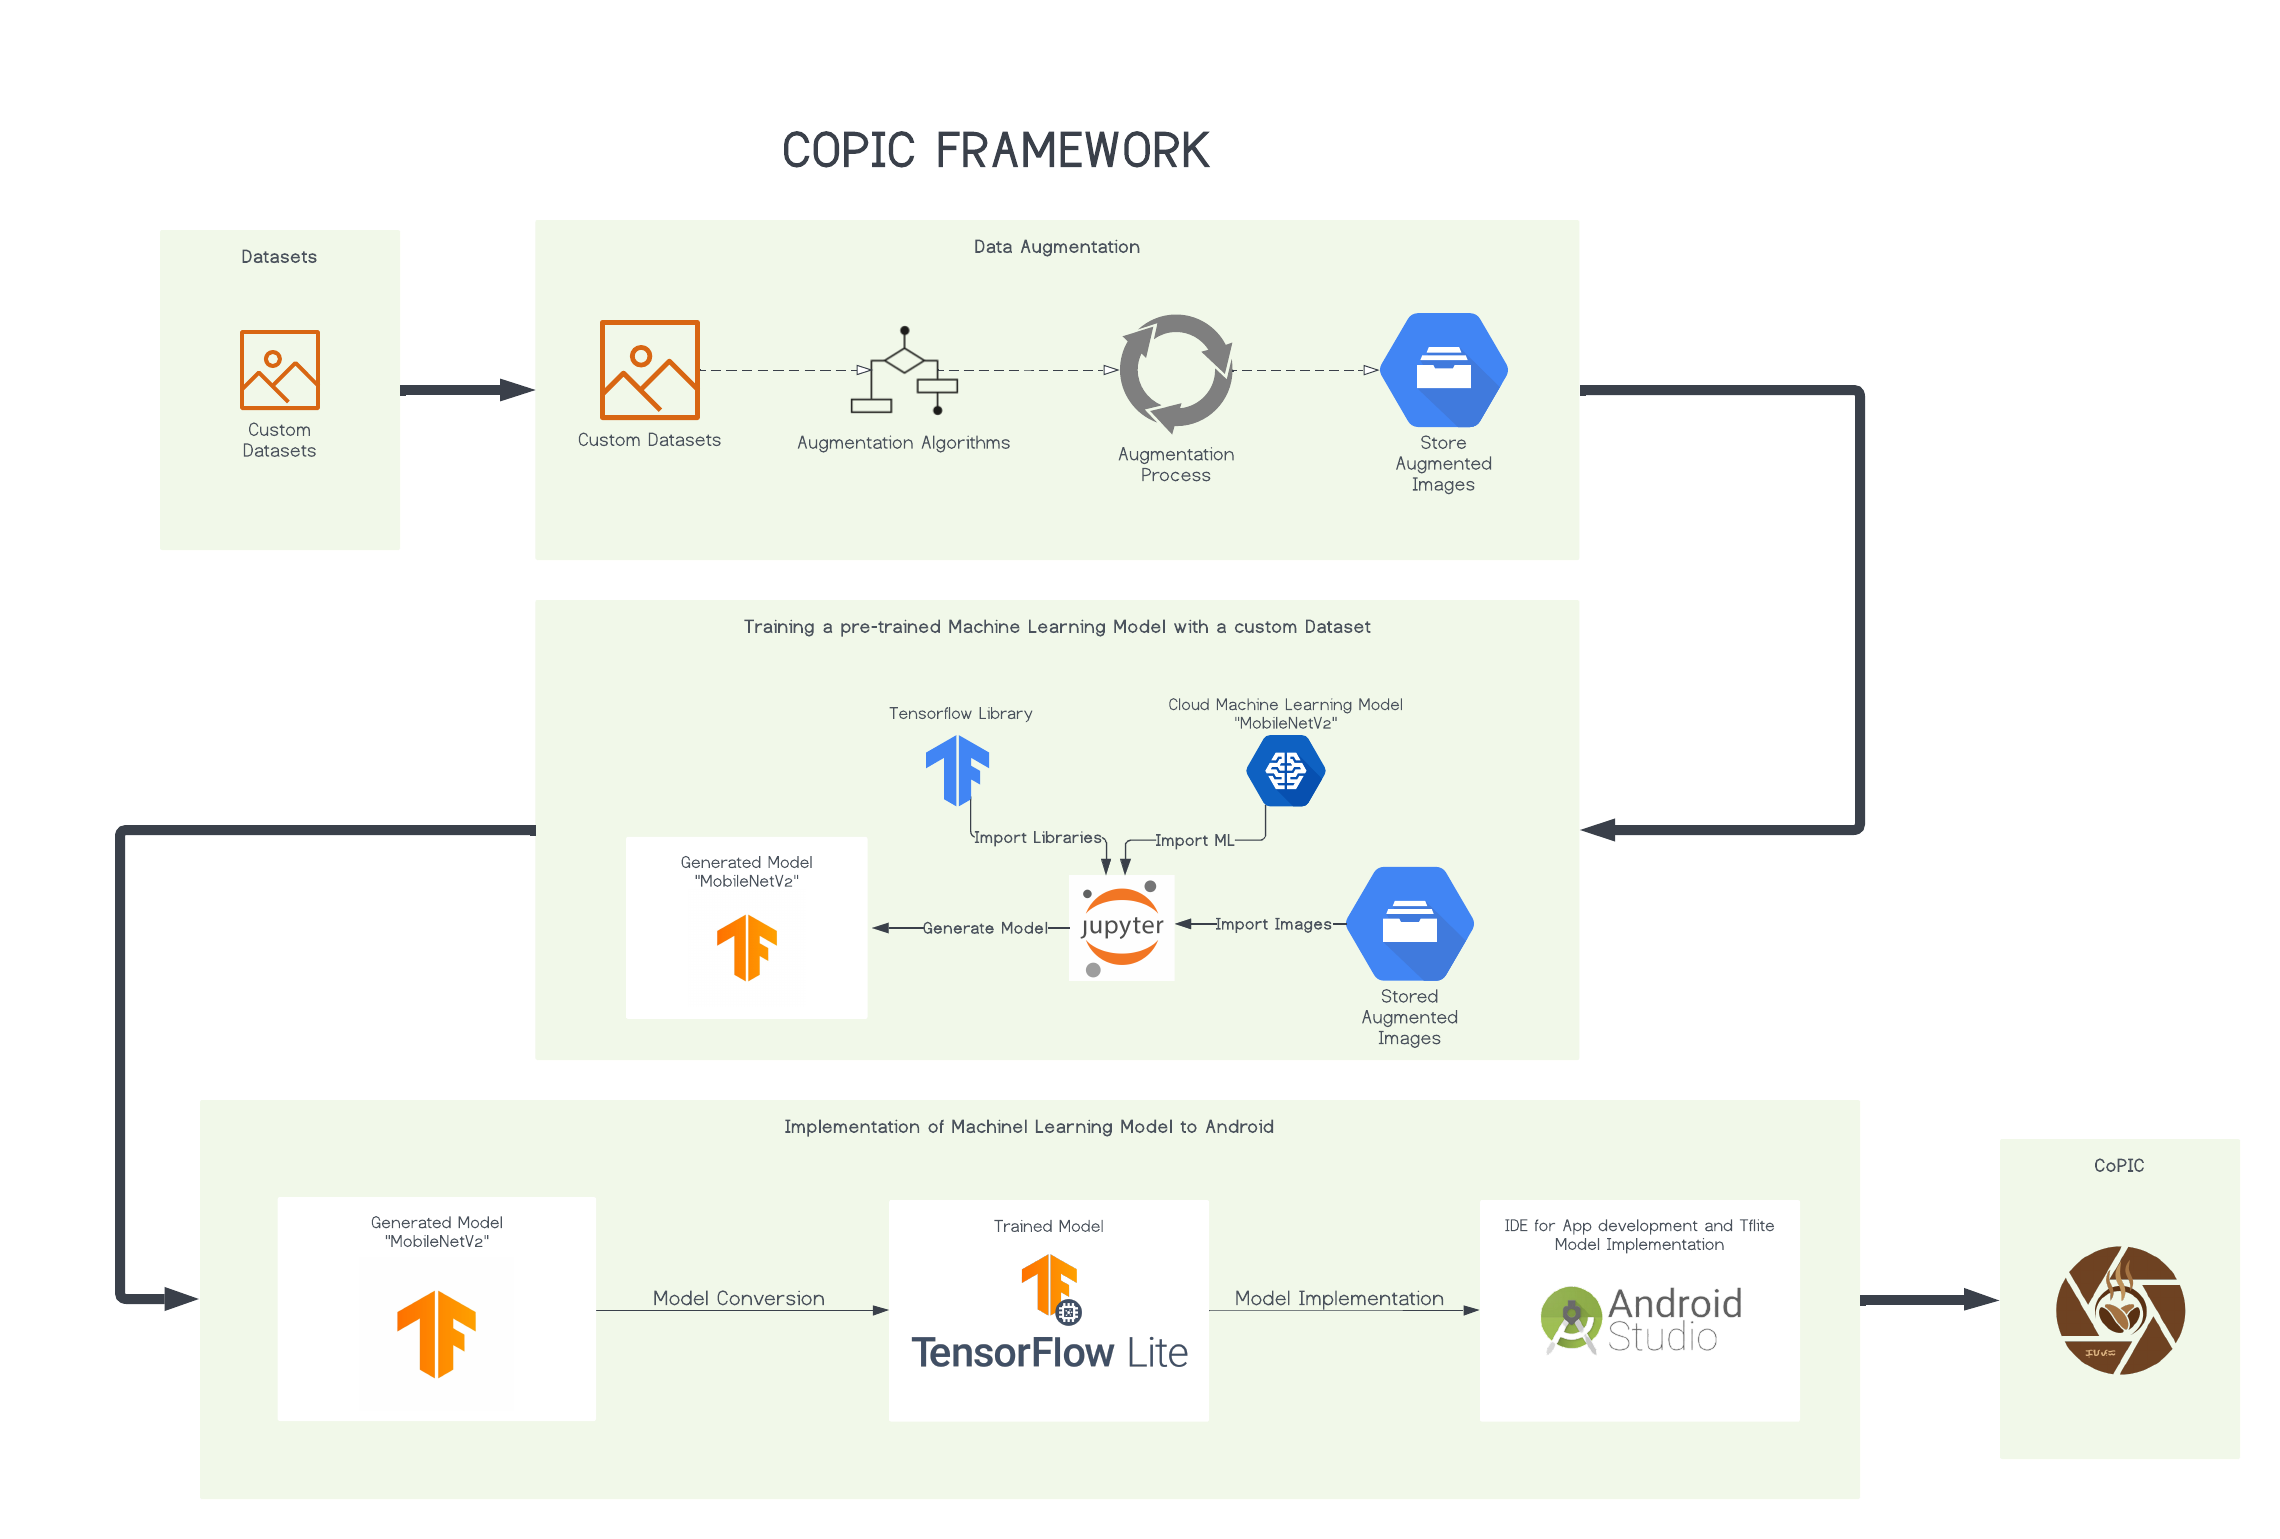 COPIC FRAMEWORK
Datasets
Custom
Datasets
Data Augmentation
Custom Datasets
Augmentation Algorithms
Augmentation
Process
Store
Augmented
Images
Training a pre-trained Machine Learning Model with a custom Dataset
Tensorflow Library
Cloud Machine Learning Model
"MobileNetV2"
Import Libraries
Import ML
Generated Model
"MobileNetV2"
Generate Model
jupyter
Import Images
Stored
Augmented
Images
Implementation of Machinel Learning Model to Android
Generated Model
"MobileNetV2"
Model Conversion
Trained Model
TensorFlow Lite
Model Implementation
IDE for App development and Tflite
Model Implementation
Android
Studio
CoPIC